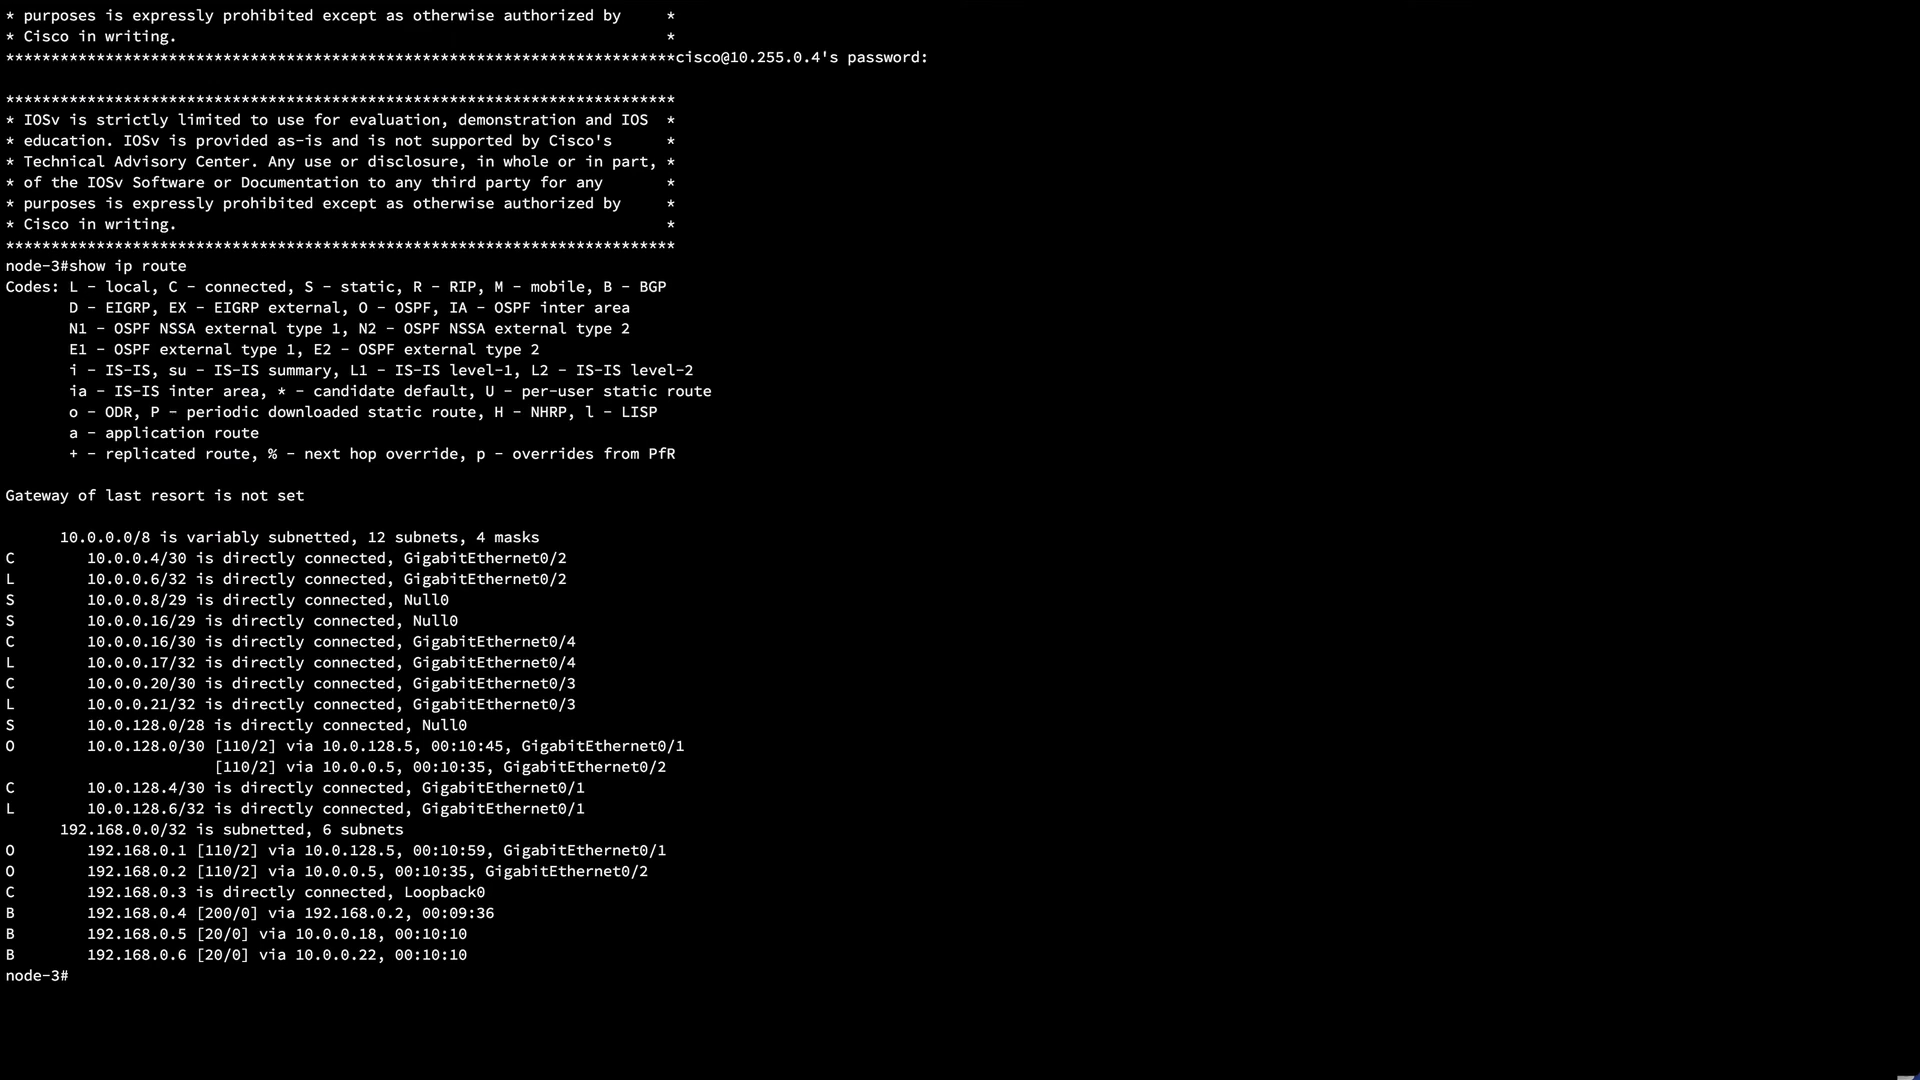 * purposes is expressly prohibited except as otherwise authorized by     *
* Cisco in writing.                                                      *
**************************************************************************cisco@10.255.0.4's password:

**************************************************************************
* IOSv is strictly limited to use for evaluation, demonstration and IOS  *
* education. IOSv is provided as-is and is not supported by Cisco's      *
* Technical Advisory Center. Any use or disclosure, in whole or in part, *
* of the IOSv Software or Documentation to any third party for any       *
* purposes is expressly prohibited except as otherwise authorized by     *
* Cisco in writing.                                                      *
**************************************************************************
node-3#show ip route
Codes: L - local, C - connected, S - static, R - RIP, M - mobile, B - BGP
       D - EIGRP, EX - EIGRP external, O - OSPF, IA - OSPF inter area
       N1 - OSPF NSSA external type 1, N2 - OSPF NSSA external type 2
       E1 - OSPF external type 1, E2 - OSPF external type 2
       i - IS-IS, su - IS-IS summary, L1 - IS-IS level-1, L2 - IS-IS level-2
       ia - IS-IS inter area, * - candidate default, U - per-user static route
       o - ODR, P - periodic downloaded static route, H - NHRP, l - LISP
       a - application route
       + - replicated route, % - next hop override, p - overrides from PfR

Gateway of last resort is not set

      10.0.0.0/8 is variably subnetted, 12 subnets, 4 masks
C        10.0.0.4/30 is directly connected, GigabitEthernet0/2
L        10.0.0.6/32 is directly connected, GigabitEthernet0/2
S        10.0.0.8/29 is directly connected, Null0
S        10.0.0.16/29 is directly connected, Null0
C        10.0.0.16/30 is directly connected, GigabitEthernet0/4
L        10.0.0.17/32 is directly connected, GigabitEthernet0/4
C        10.0.0.20/30 is directly connected, GigabitEthernet0/3
L        10.0.0.21/32 is directly connected, GigabitEthernet0/3
S        10.0.128.0/28 is directly connected, Null0
O        10.0.128.0/30 [110/2] via 10.0.128.5, 00:10:45, GigabitEthernet0/1
                       [110/2] via 10.0.0.5, 00:10:35, GigabitEthernet0/2
C        10.0.128.4/30 is directly connected, GigabitEthernet0/1
L        10.0.128.6/32 is directly connected, GigabitEthernet0/1
      192.168.0.0/32 is subnetted, 6 subnets
O        192.168.0.1 [110/2] via 10.0.128.5, 00:10:59, GigabitEthernet0/1
O        192.168.0.2 [110/2] via 10.0.0.5, 00:10:35, GigabitEthernet0/2
C        192.168.0.3 is directly connected, Loopback0
B        192.168.0.4 [200/0] via 192.168.0.2, 00:09:36
B        192.168.0.5 [20/0] via 10.0.0.18, 00:10:10
B        192.168.0.6 [20/0] via 10.0.0.22, 00:10:10
node-3#